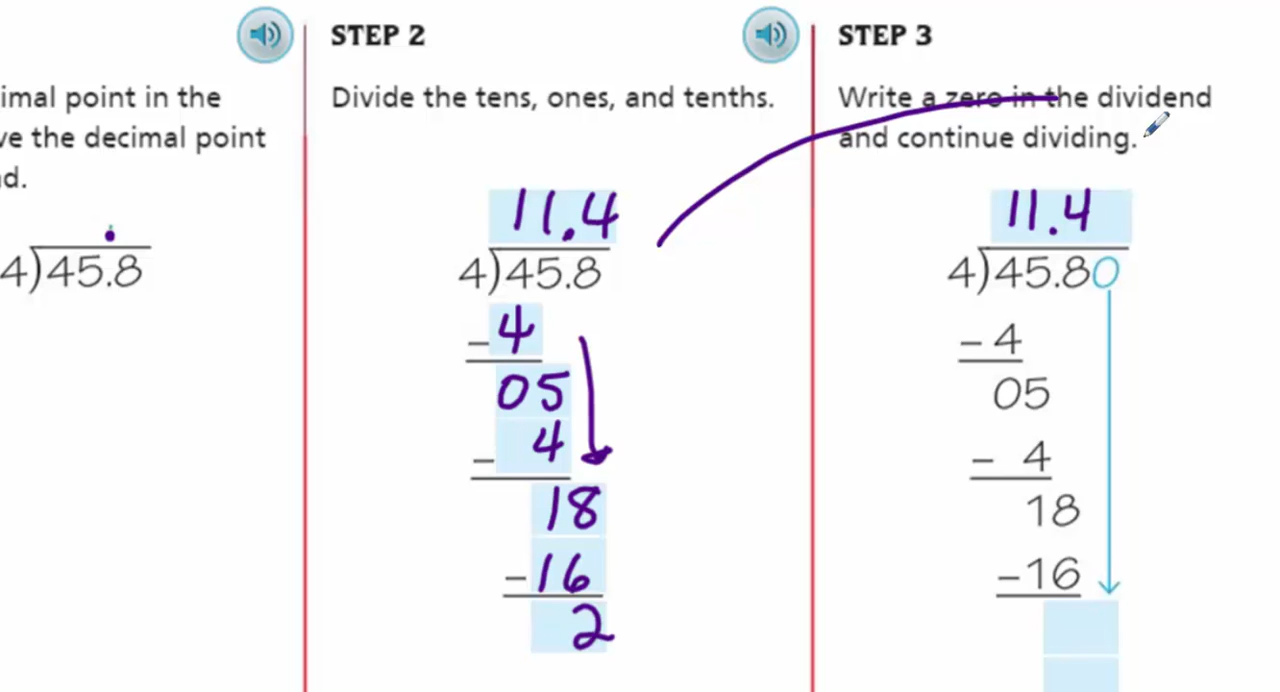 imal point in the
ve the decimal point
d.
.
4)45.8
STEP 2
Divide the tens, ones, and tenths.
11.4
4)45.8
-4
05
- 4
18
-16
2
STEP 3
Write a zero in the dividend
and continue dividing.
11.4
4)45.80
- 4
05
- 4
18
-16